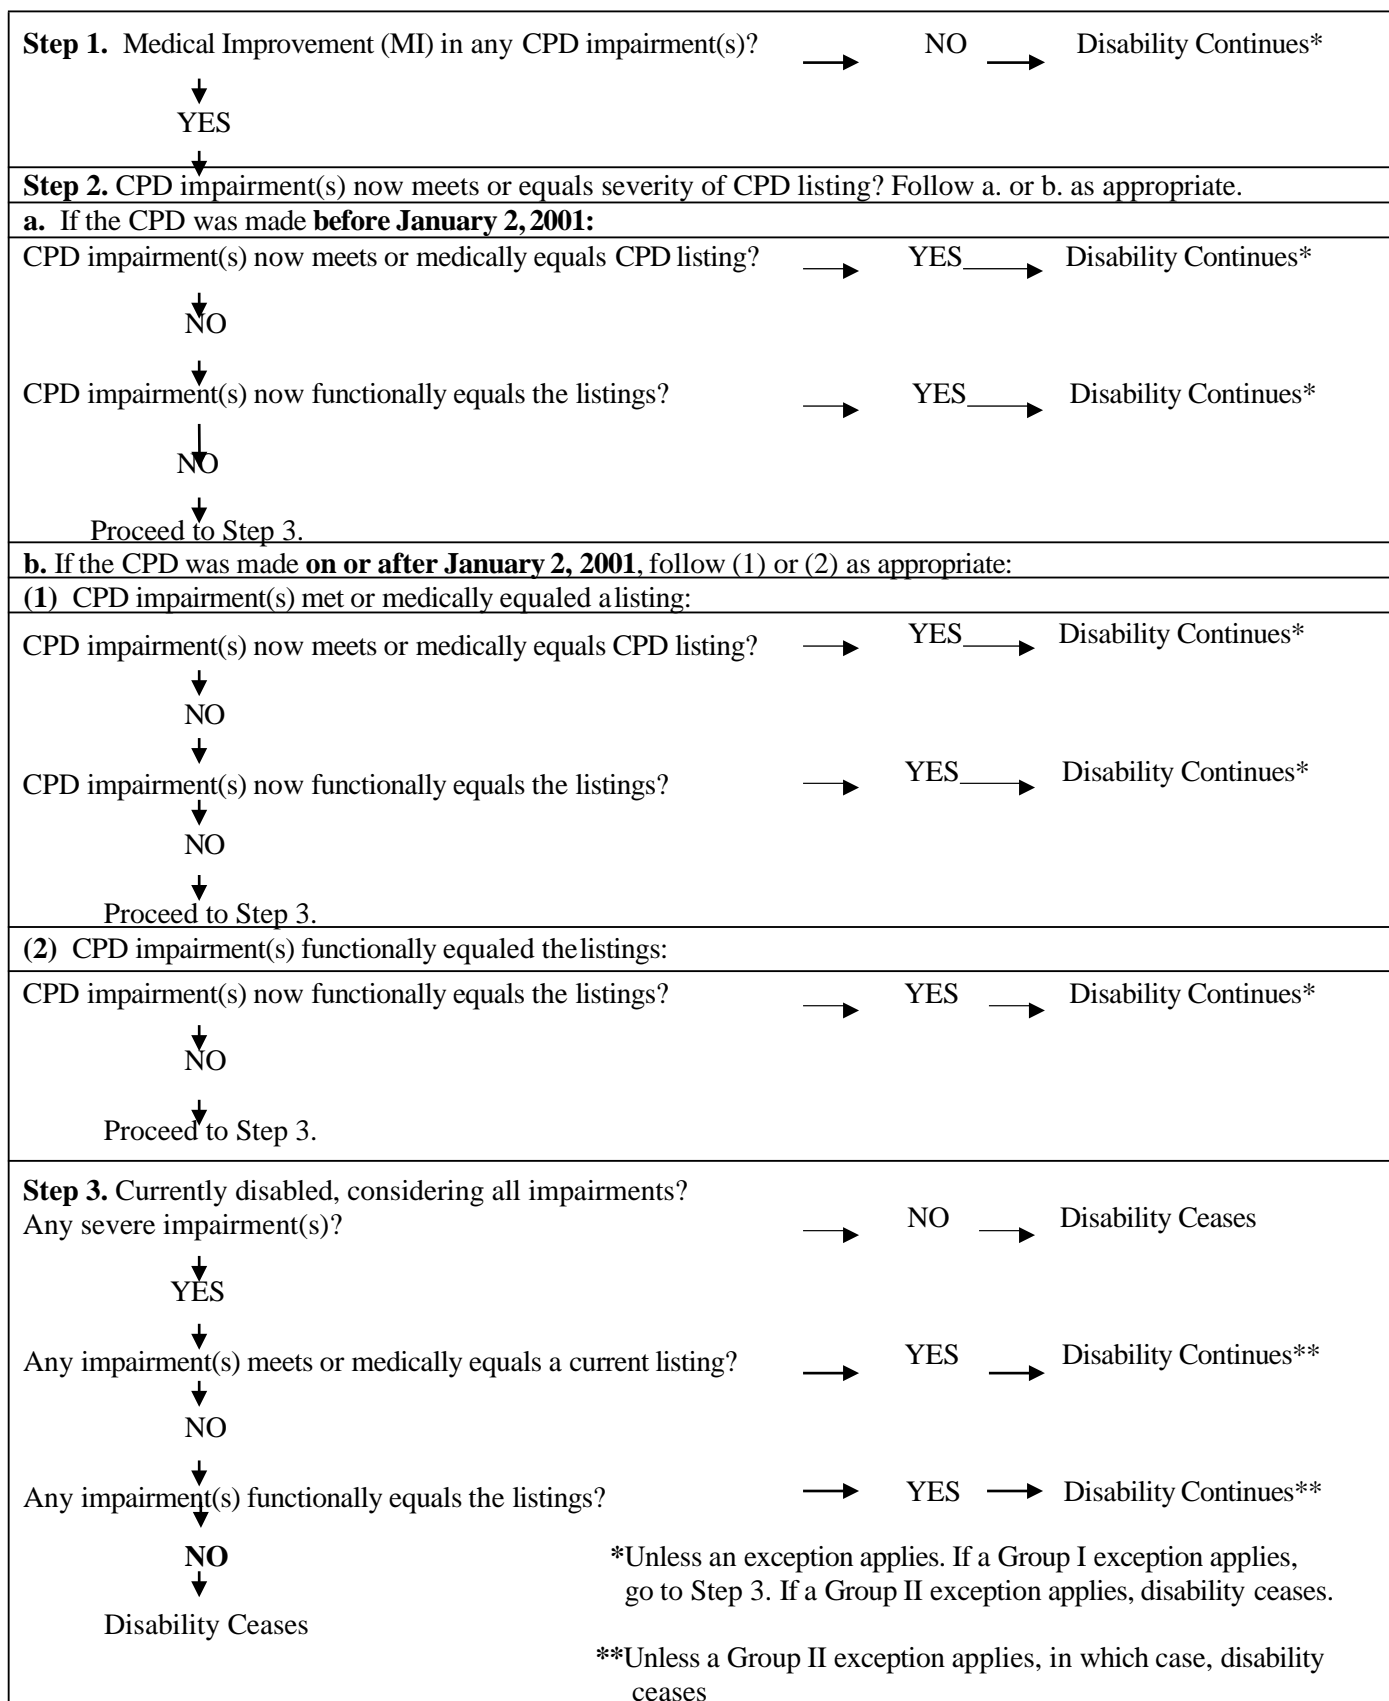 Step 1. Medical Improvement (MI) in any CPD impairment(s)? NO Disability Continues*
YES
Step 2. CPD impairment(s) now meets or equals severity of CPD listing? Follow a. or b. as appropriate.
a. If the CPD was made before January 2, 2001:
CPD impairment(s) now meets or medically equals CPD listing? YES Disability Continues*
NO
CPD impairment(s) now functionally equals the listings? YES Disability Continues*
NO
Proceed to Step 3.
b. If the CPD was made on or after January 2, 2001, follow (1) or (2) as appropriate:
(1) CPD impairment(s) met or medically equaled alisting:
CPD impairment(s) now meets or medically equals CPD listing? YES Disability Continues*
NO
CPD impairment(s) now functionally equals the listings? YES Disability Continues*
NO
Proceed to Step 3.
(2) CPD impairment(s) functionally equaled thelistings:
CPD impairment(s) now functionally equals the listings? YES Disability Continues*
NO
Proceed to Step 3.
Step 3. Currently disabled, considering all impairments?
Any severe impairment(s)? NO Disability Ceases
YES
Any impairment(s) meets or medically equals a current listing? YES Disability Continues**
NO
Any impairment(s) functionally equals the listings? YES Disability Continues**
NO
Disability Ceases
*Unless an exception applies. If a Group I exception applies,
go to Step 3. If a Group II exception applies, disability ceases.
**Unless a Group II exception applies, in which case, disability
ceases